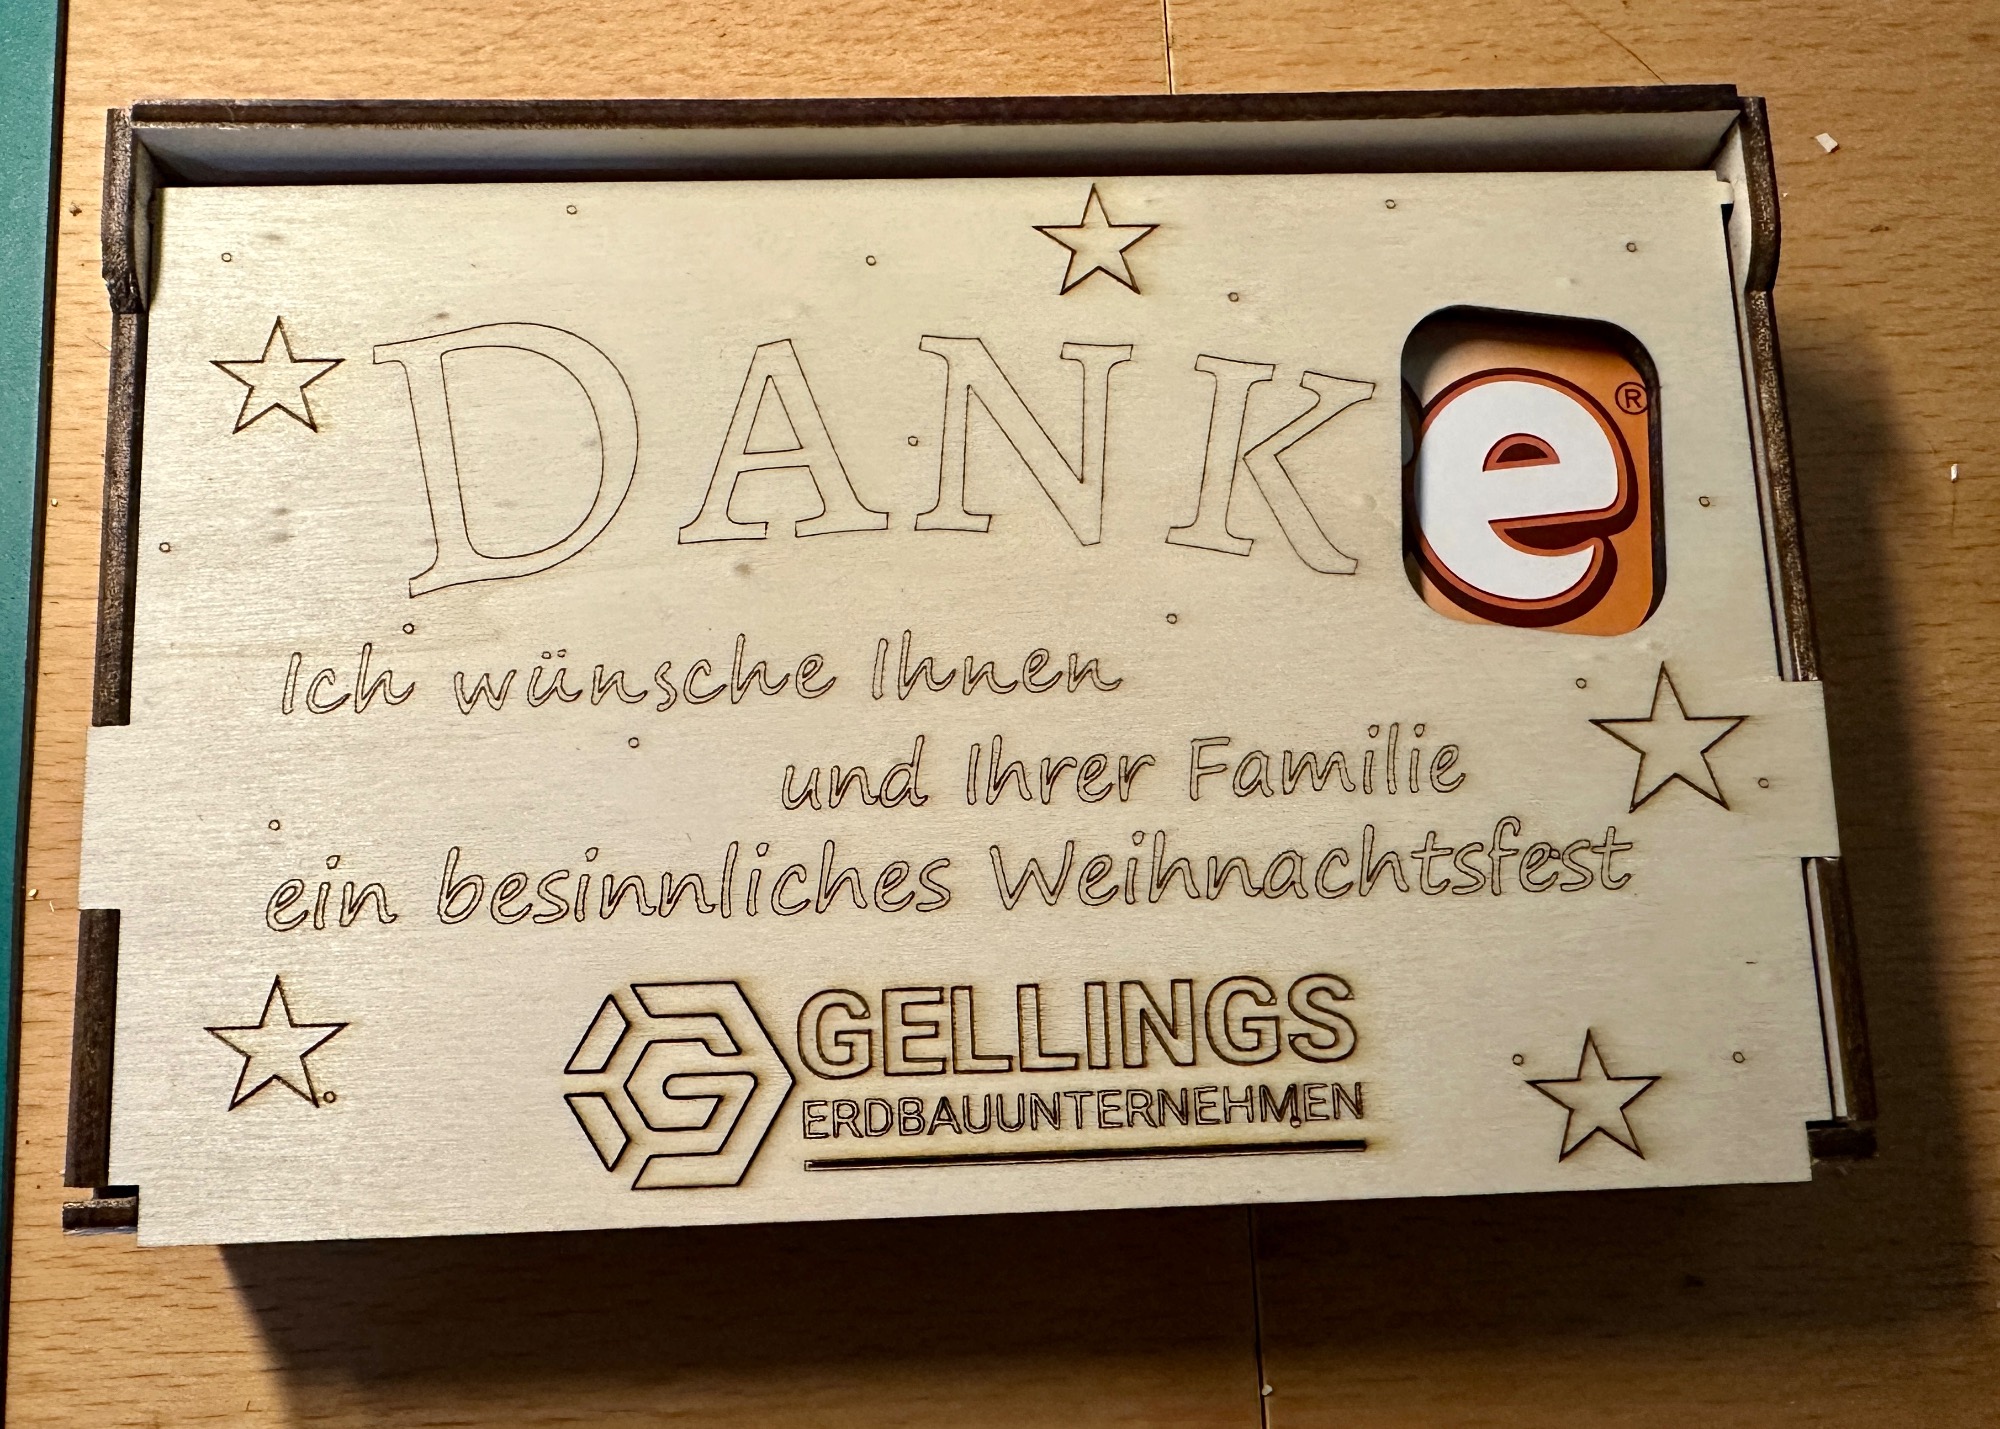 DANKe®
Ich wünsche Ihnen
und Ihrer Familie
ein besinnliches Weihnachtsfest
GELLINGS
ERDBAUUNTERNEHMEN